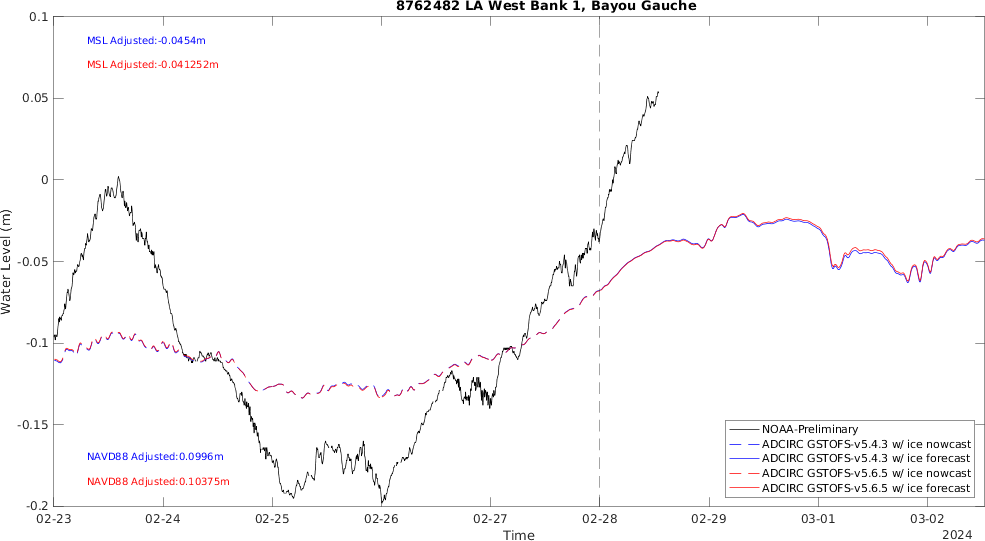 8762482 LA West Bank 1, Bayou Gauche
0.1
MSL Adjusted:-0.0454m
MSL Adjusted:-0.041252m
0.05
0
Water Level (m)
-0.05
-0.1
-0.15
NAVD88 Adjusted:0.0996m
NAVD88 Adjusted:0.10375m
-0.2
NOAA-Preliminary
ADCIRC GSTOFS-v5.4.3 w/ ice nowcast
ADCIRC GSTOFS-v5.4.3 w/ ice forecast
ADCIRC GSTOFS-v5.6.5 w/ ice nowcast
ADCIRC GSTOFS-v5.6.5 w/ ice forecast
02-23 02-24 02-25 02-26 02-27 02-28 02-29 03-01 03-02
Time
2024